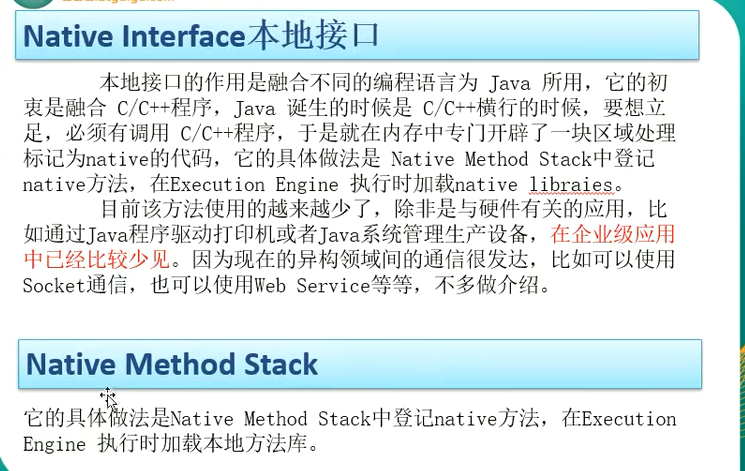 Native Interface本地接口
本地接口的作用是融合不同的编程语言为 Java 所用，它的初
衷是融合 C/C++程序，Java 诞生的时候是 C/C++横行的时候，要想立
足，必须有调用 C/C++程序，于是就在内存中专门开辟了一块区域处理
标记为native的代码，它的具体做法是 Native Method Stack中登记
native方法，在Execution Engine 执行时加载native libraies。
目前该方法使用的越来越少了，除非是与硬件有关的应用，比
如通过Java程序驱动打印机或者Java系统管理生产设备，在企业级应用
中已经比较少见。因为现在的异构领域间的通信很发达，比如可以使用
Socket通信，也可以使用Web Service等等，不多做介绍。
Native Method Stack
它的具体做法是Native Method Stack中登记native方法，在Execution
Engine 执行时加载本地方法库。